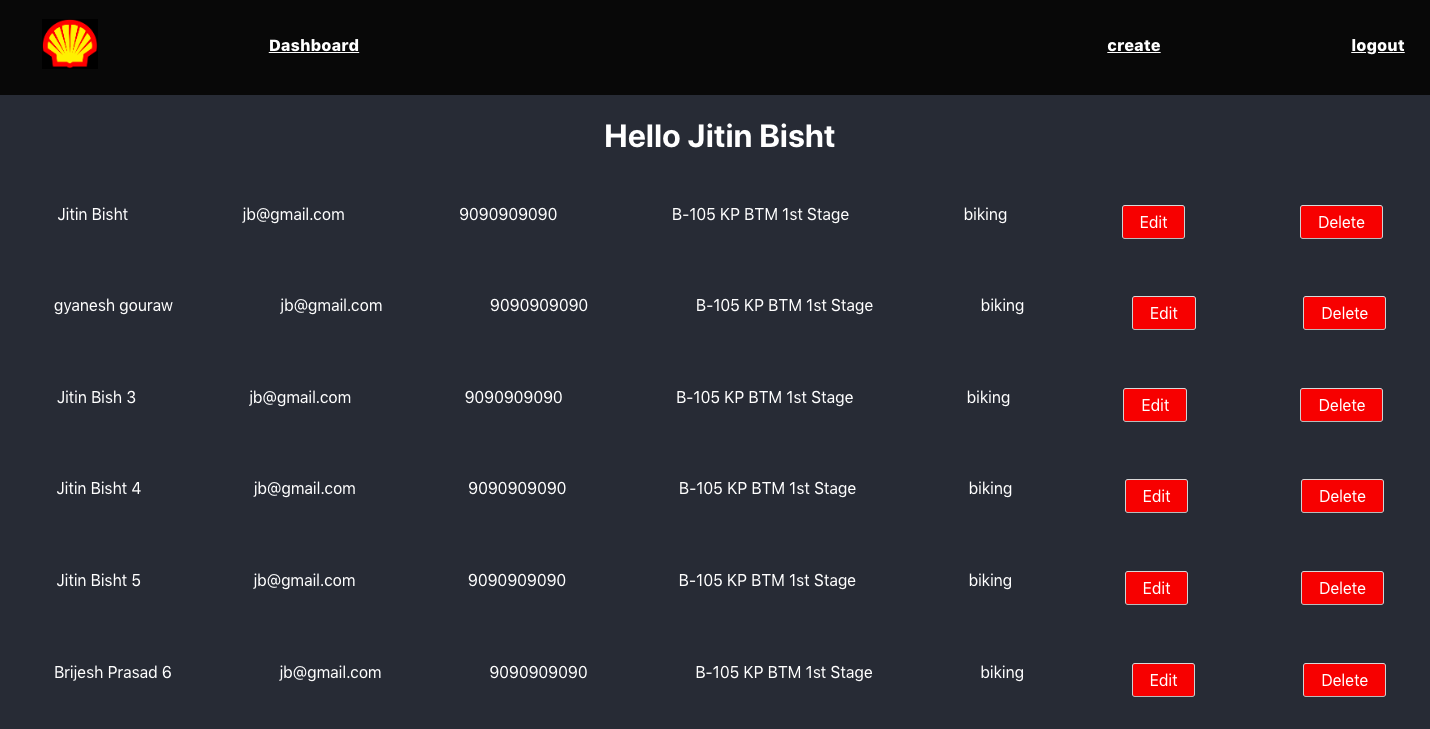 Dashboard create logout
Hello Jitin Bisht
Jitin Bisht jb@gmail.com 9090909090 B-105 KP BTM 1st Stage biking Edit Delete
gyanesh gouraw jb@gmail.com 9090909090 B-105 KP BTM 1st Stage biking Edit Delete
Jitin Bish 3 jb@gmail.com 9090909090 B-105 KP BTM 1st Stage biking Edit Delete
Jitin Bisht 4 jb@gmail.com 9090909090 B-105 KP BTM 1st Stage biking Edit Delete
Jitin Bisht 5 jb@gmail.com 9090909090 B-105 KP BTM 1st Stage biking Edit Delete
Brijesh Prasad 6 jb@gmail.com 9090909090 B-105 KP BTM 1st Stage biking Edit Delete